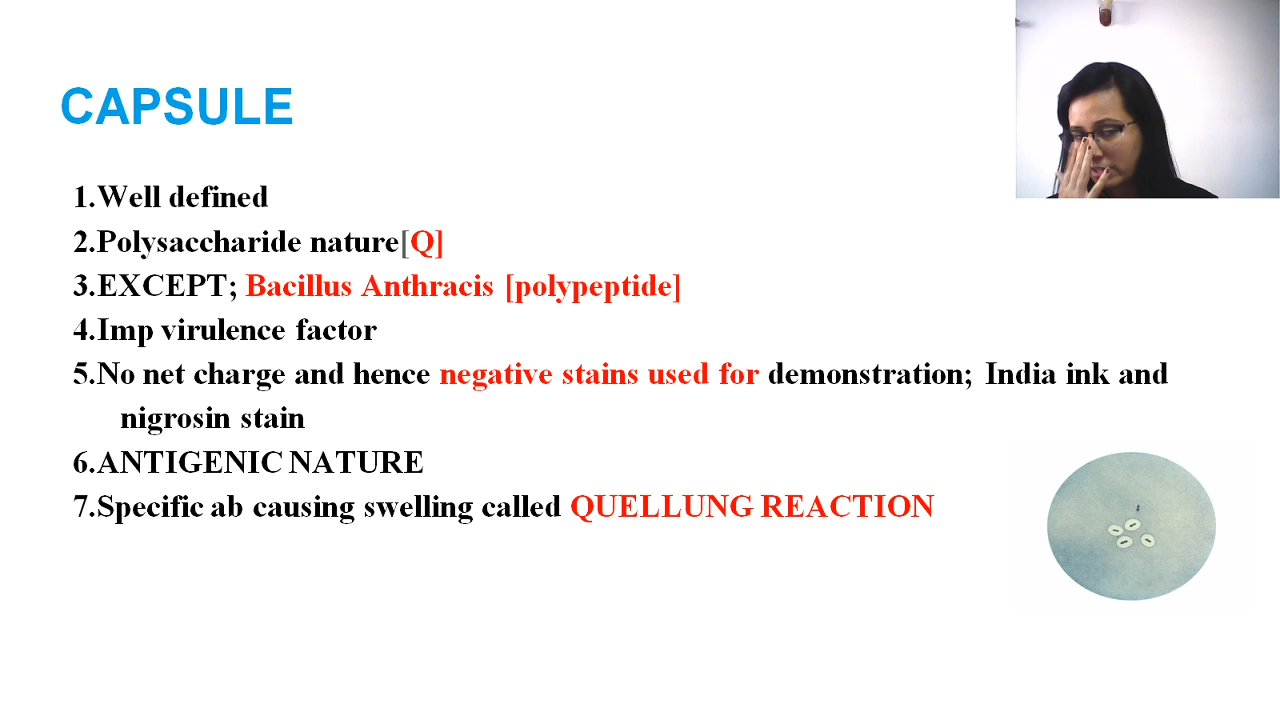 CAPSULE
1.Well defined
2.Polysaccharide nature[Q]
3.EXCEPT; Bacillus Anthracis [polypeptide]
4.Imp virulence factor
5.No net charge and hence negative stains used for demonstration; India ink and
nigrosin stain
6.ANTIGENIC NATURE
7.Specific ab causing swelling called QUELLUNG REACTION